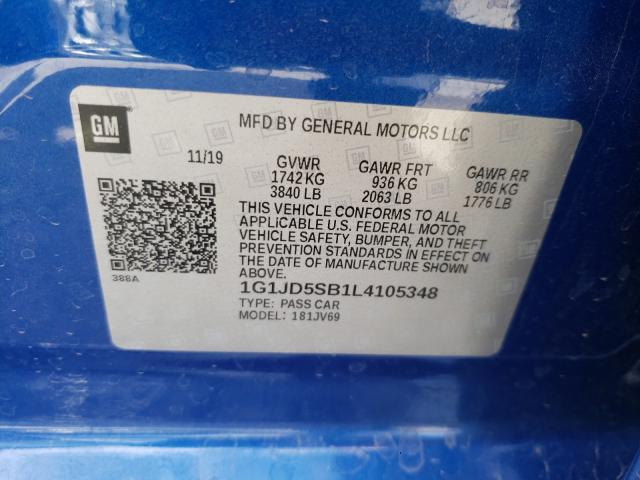 GM
MFD BY GENERAL MOTORS LLC
11/19 GVWR GAWR FRT GAWR RR
1742 KG 936 KG 806 KG
3840 LB 2063 LB 1776 LB
THIS VEHICLE CONFORMS TO ALL
APPLICABLE U.S. FEDERAL MOTOR
VEHICLE SAFETY, BUMPER, AND THEFT
PREVENTION STANDARDS IN EFFECT ON
THE DATE OF MANUFACTURE SHOWN
ABOVE.
388A
1G1JD5SB1L4105348
TYPE: PASS CAR
MODEL: 181JV69